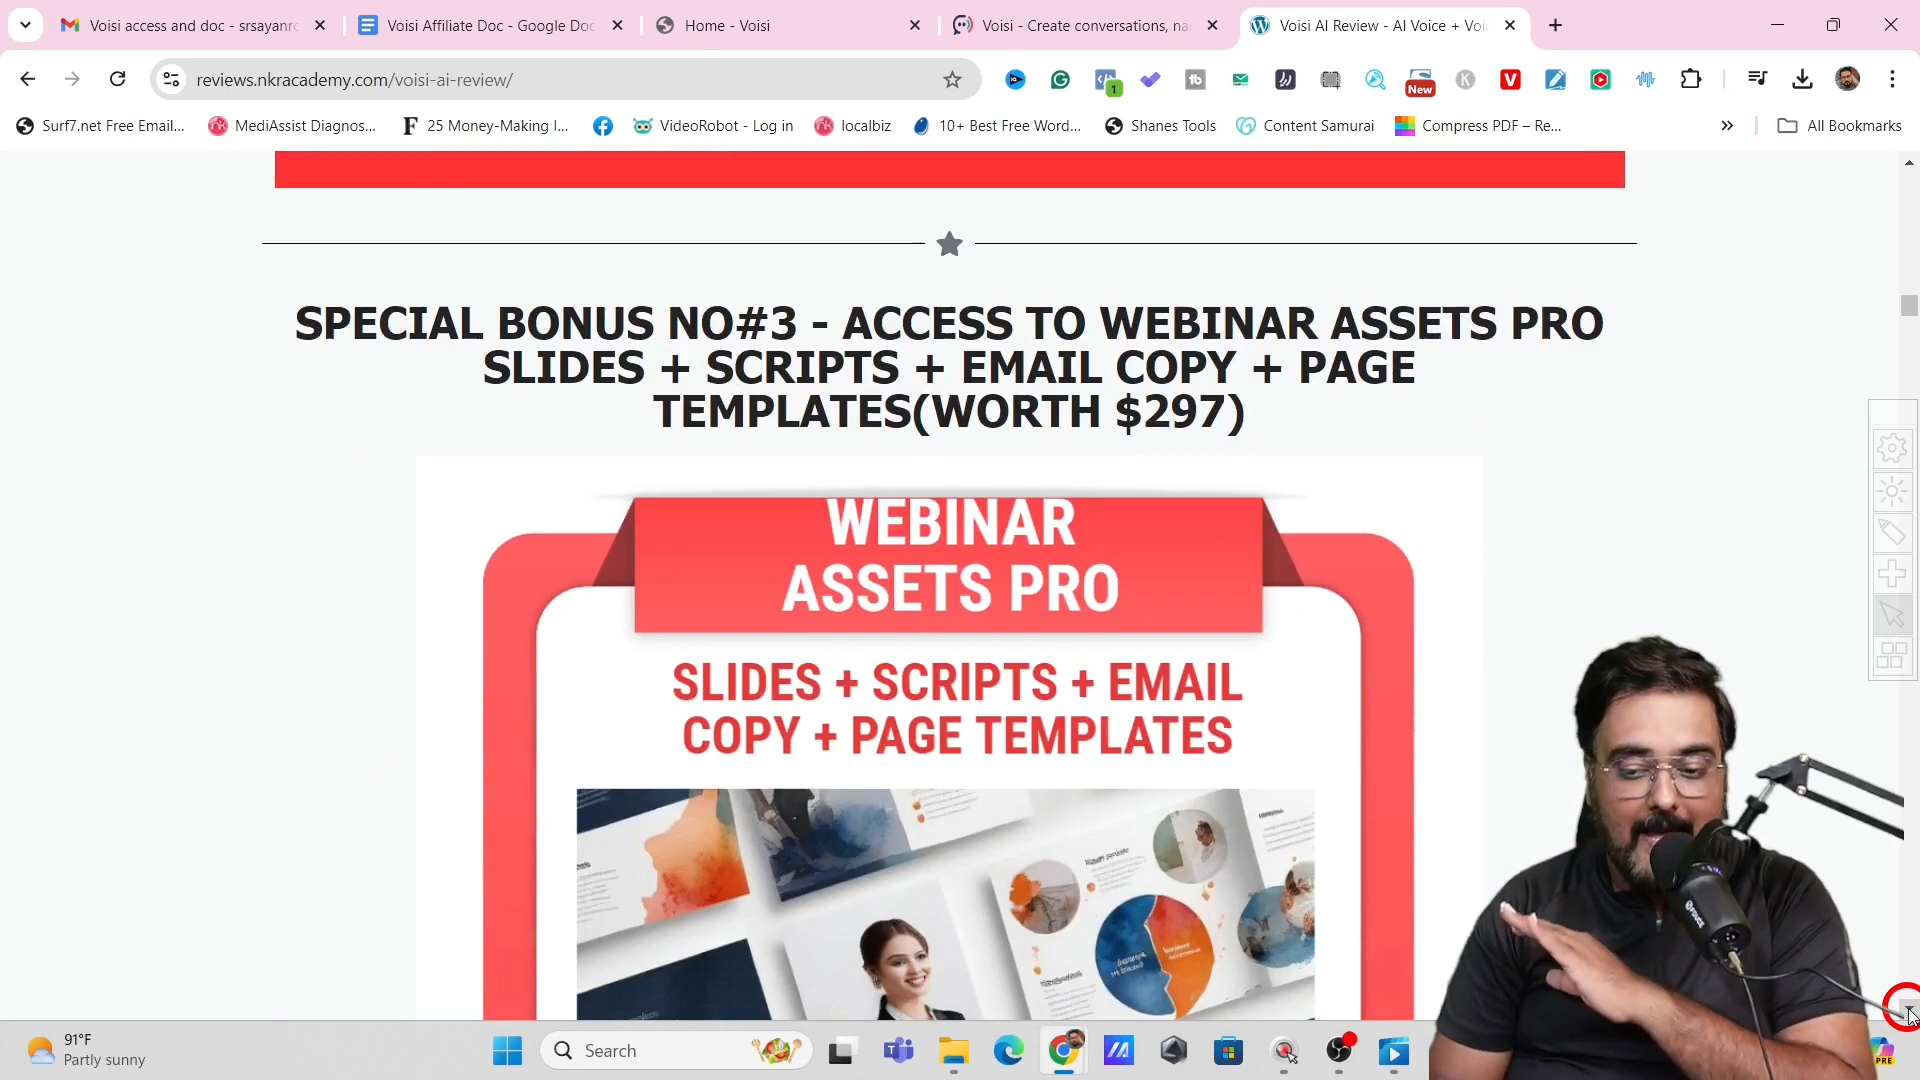 Voisi access and doc - srsayanro
Voisi Affiliate Doc - Google Doc
Home - Voisi
Voisi - Create conversations, na
Voisi AI Review - AI Voice + Voi
reviews.nkracademy.com/voisi-ai-review/
1
New
Surf7.net Free Email...
MediAssist Diagnos...
25 Money-Making I...
VideoRobot - Log in
localbiz
10+ Best Free Word...
Shanes Tools
Content Samurai
Compress PDF – Re...
All Bookmarks
SPECIAL BONUS NO#3 - ACCESS TO WEBINAR ASSETS PRO
SLIDES + SCRIPTS + EMAIL COPY + PAGE
TEMPLATES(WORTH $297)
WEBINAR
ASSETS PRO
SLIDES + SCRIPTS + EMAIL
COPY + PAGE TEMPLATES
91°F
Partly sunny
Search
PRE